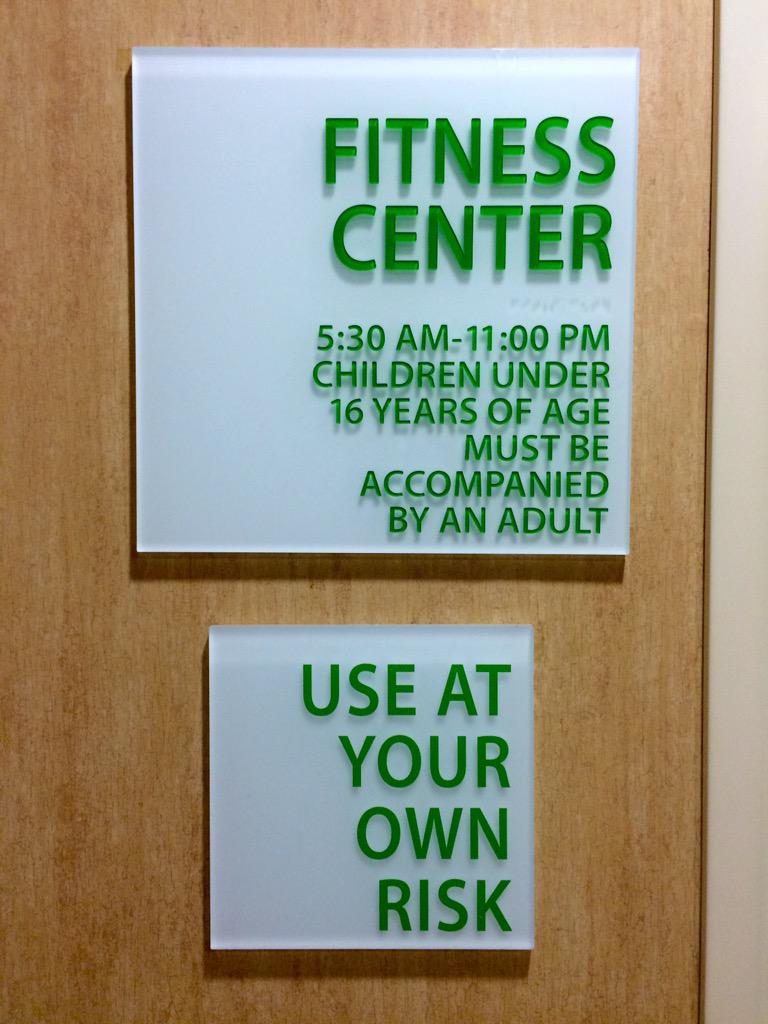 FITNESS
CENTER
5:30 AM-11:00 PM
CHILDREN UNDER
16 YEARS OF AGE
MUST BE
ACCOMPANIED
BY AN ADULT
USE AT
YOUR
OWN
RISK